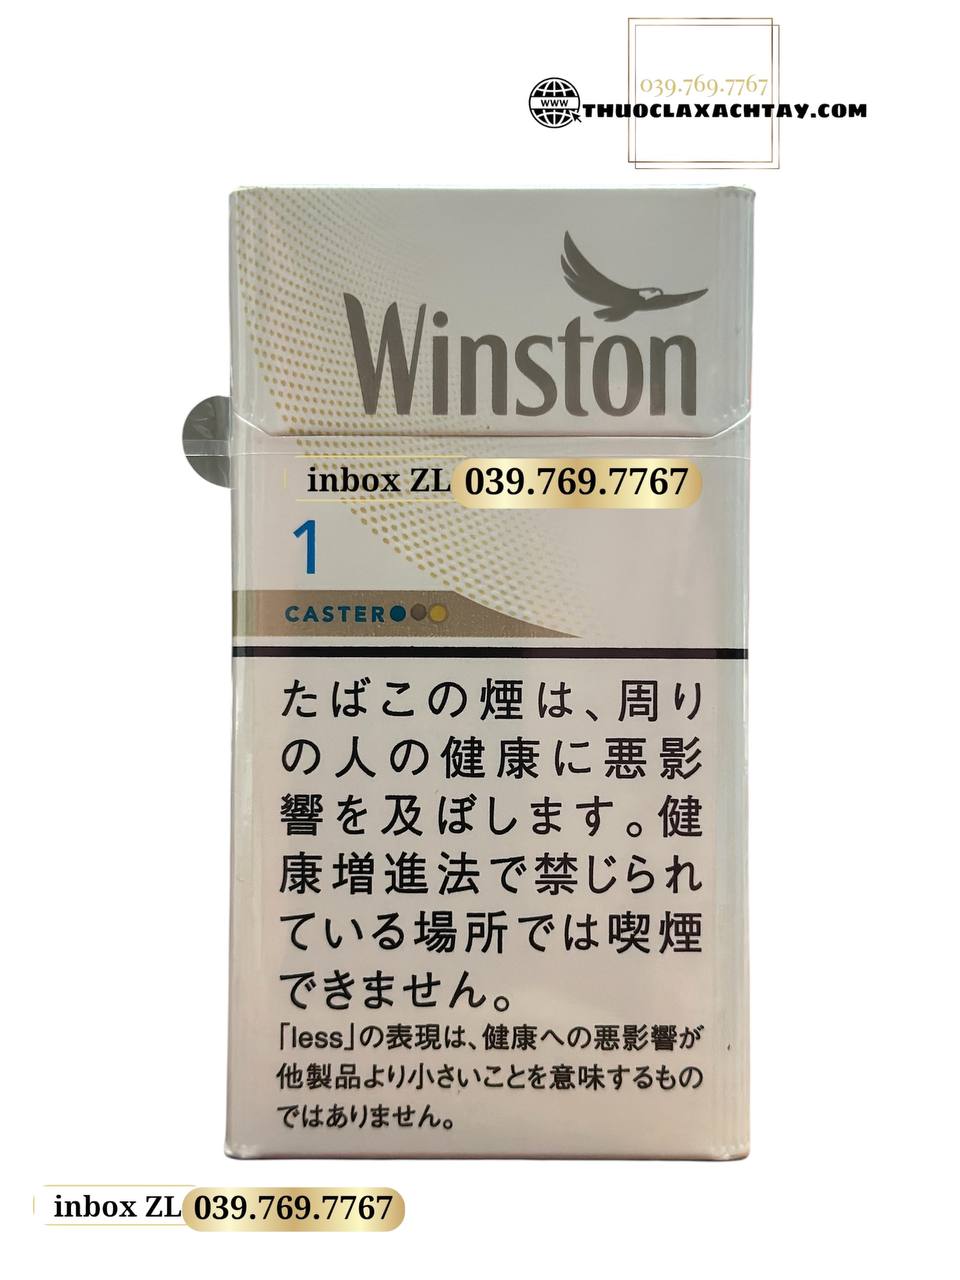 039.769.7767
www THUOCLAXACHTAY.COM
Winston
inbox ZL 039.769.7767
1
CASTER
たばこの煙は、周り
の人の健康に悪影
響を及ぼします。健
康増進法で禁じられ
ている場所では喫煙
できません。
「less」の表現は、健康への悪影響が
他製品より小さいことを意味するもの
ではありません。
inbox ZL 039.769.7767